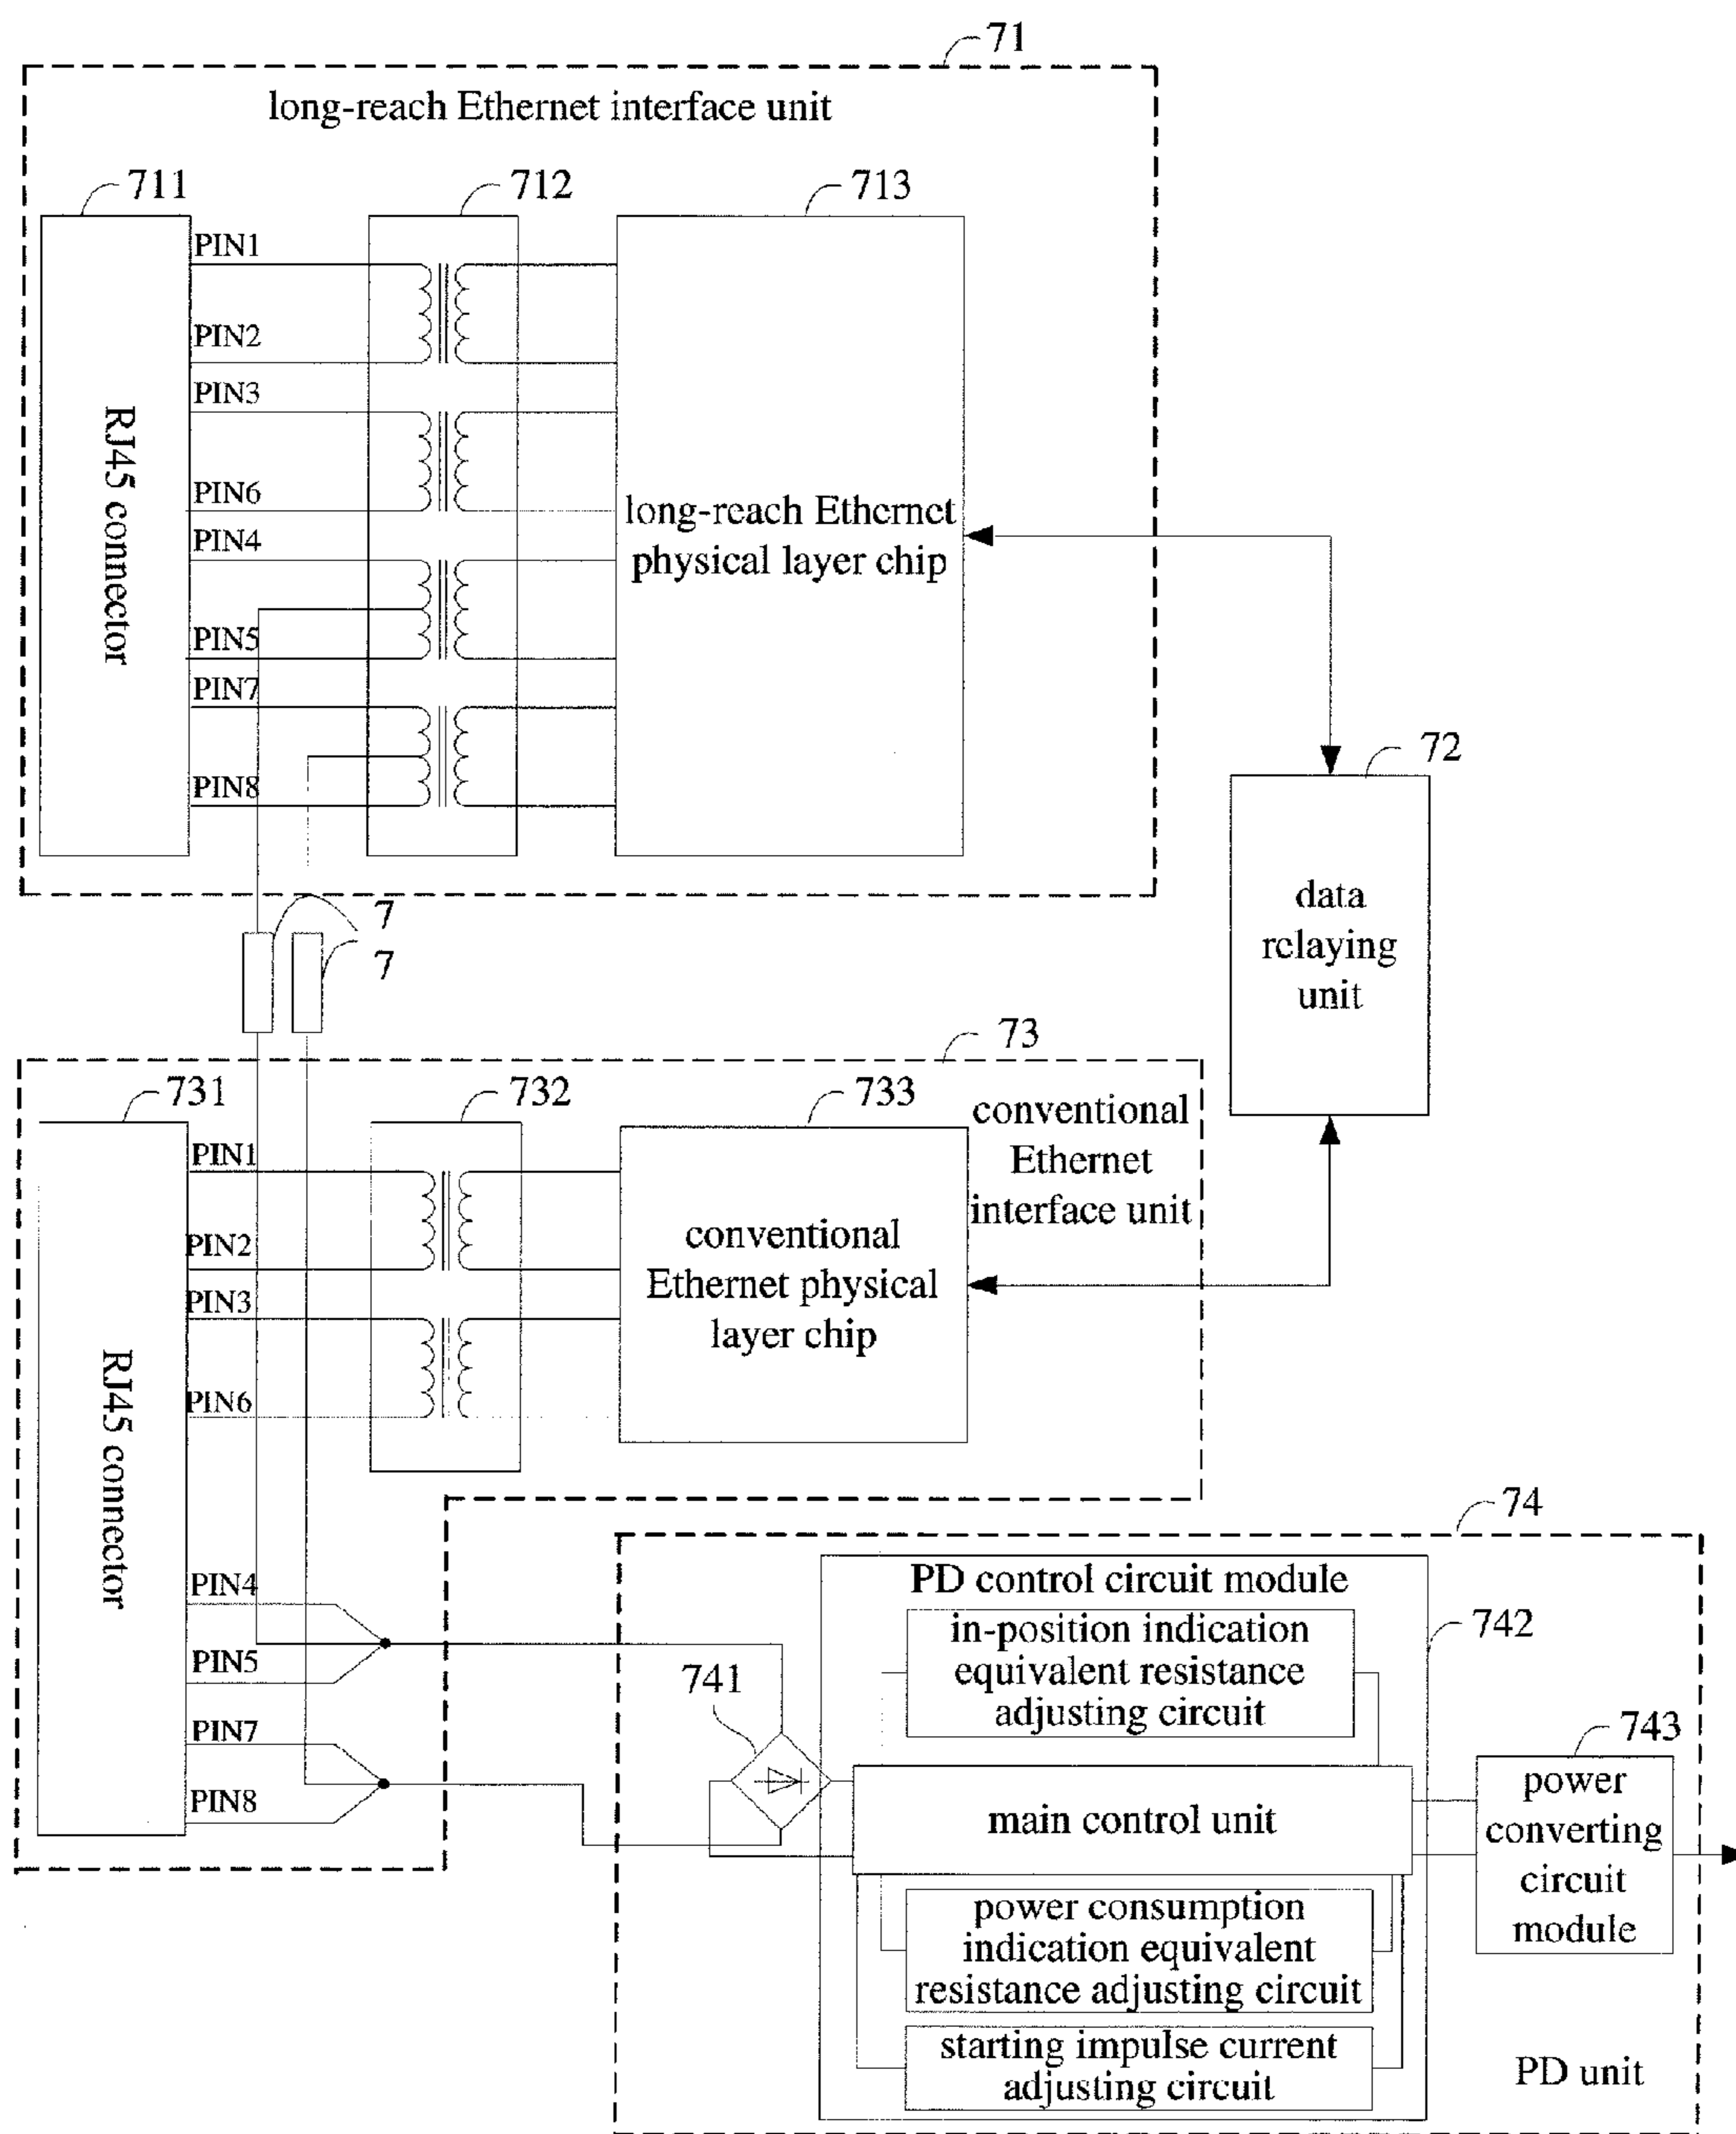 71
long-reach Ethernet interface unit
711
712
713
PIN1
PIN2
PIN3
PIN6
PIN4
PIN5
PIN7
PIN8
RJ45 connector
long-reach Ethernet
physical layer chip
72
data
relaying
unit
7
7
73
731
732
733
conventional
Ethernet
interface unit
PIN1
PIN2
PIN3
PIN6
RJ45 connector
conventional
Ethernet physical
layer chip
PIN4
PIN5
PIN7
PIN8
74
PD control circuit module
742
in-position indication
equivalent resistance
adjusting circuit
741
743
main control unit
power
converting
circuit
module
power consumption
indication equivalent
resistance adjusting circuit
starting impulse current
adjusting circuit
PD unit